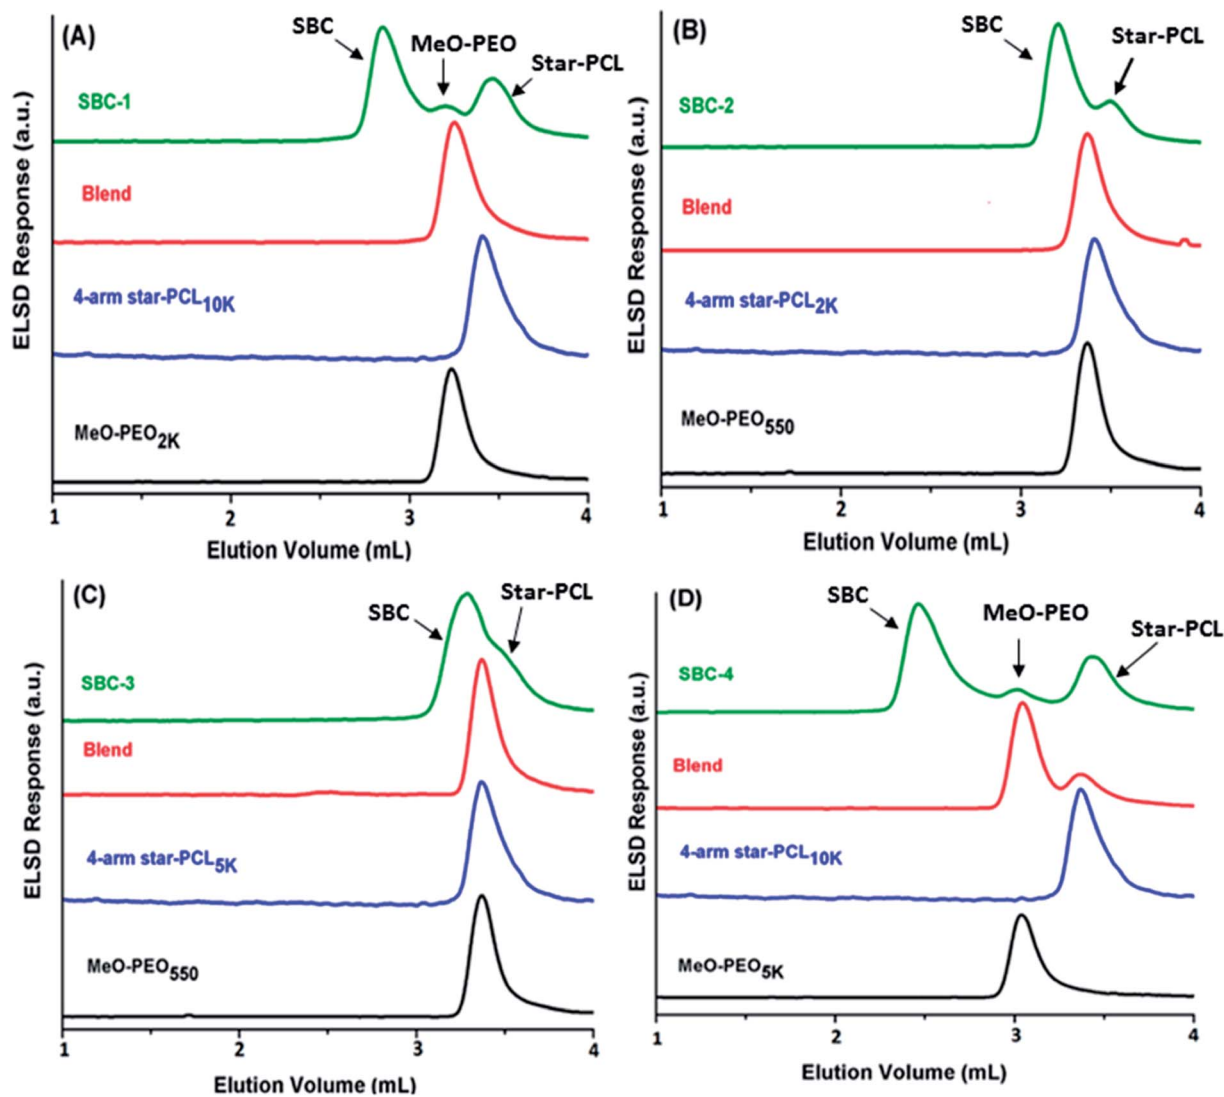 (A)
SBC
MeO-PEO
Star-PCL
SBC-1
Blend
4-arm star-PCL10K
MeO-PEO2K
ELSD Response (a.u.)
1 2 3 4
Elution Volume (mL)
(B)
SBC
Star-PCL
SBC-2
Blend
4-arm star-PCL2K
MeO-PEO550
ELSD Response (a.u.)
1 2 3 4
Elution Volume (mL)
(C)
SBC
Star-PCL
SBC-3
Blend
4-arm star-PCL5K
MeO-PEO550
ELSD Response (a.u.)
1 2 3 4
Elution Volume (mL)
(D)
SBC
MeO-PEO
Star-PCL
SBC-4
Blend
4-arm star-PCL10K
MeO-PEO5K
ELSD Response (a.u.)
1 2 3 4
Elution Volume (mL)